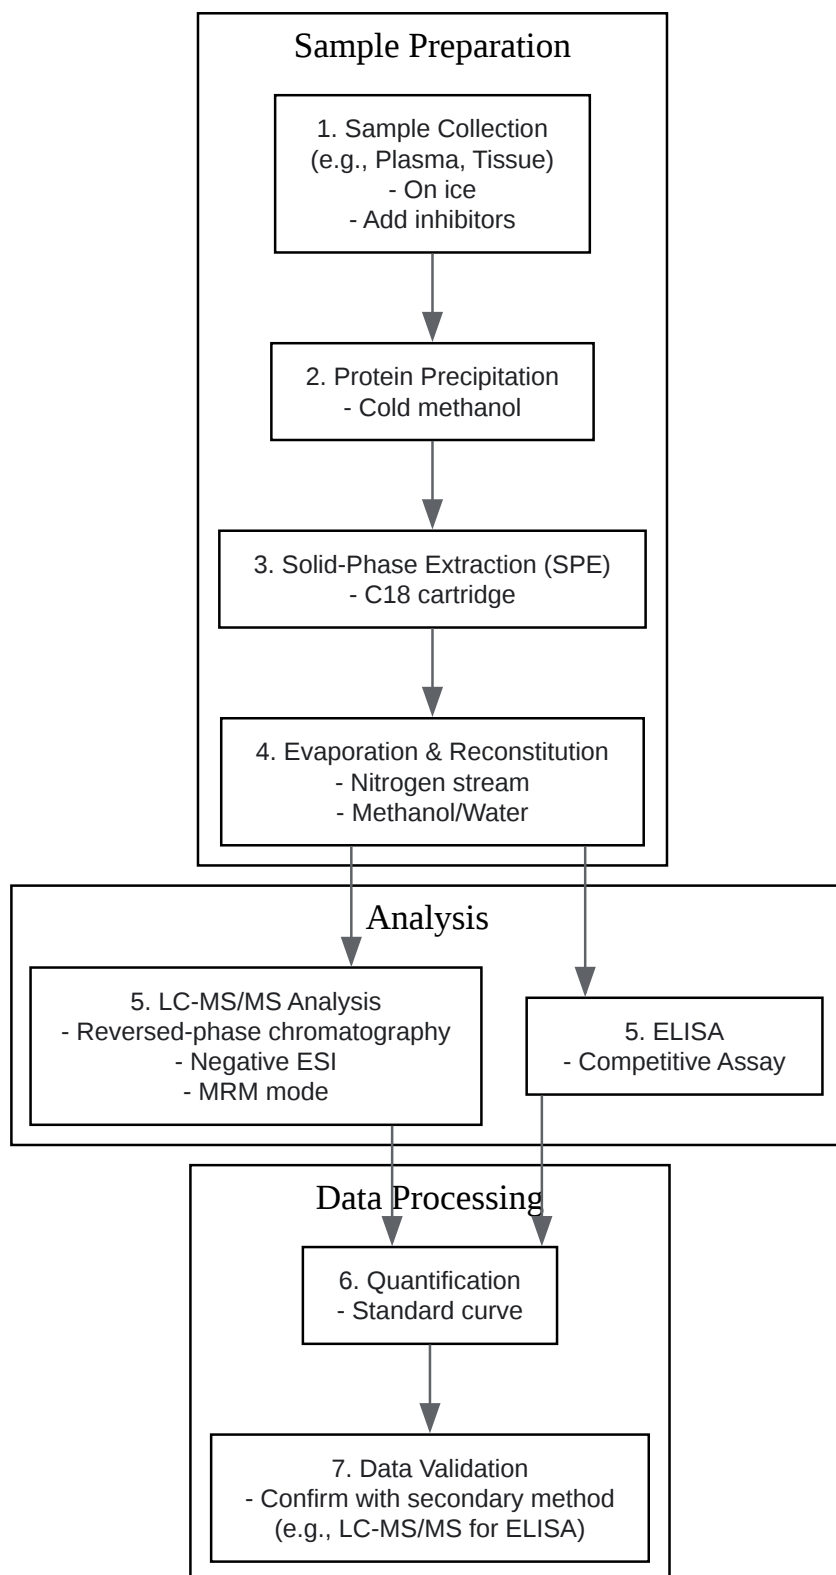 Sample Preparation
1. Sample Collection
(e.g., Plasma, Tissue)
- On ice
- Add inhibitors
2. Protein Precipitation
- Cold methanol
3. Solid-Phase Extraction (SPE)
- C18 cartridge
4. Evaporation & Reconstitution
- Nitrogen stream
- Methanol/Water
Analysis
5. LC-MS/MS Analysis
- Reversed-phase chromatography
- Negative ESI
- MRM mode
5. ELISA
- Competitive Assay
Data Processing
6. Quantification
- Standard curve
7. Data Validation
- Confirm with secondary method
(e.g., LC-MS/MS for ELISA)